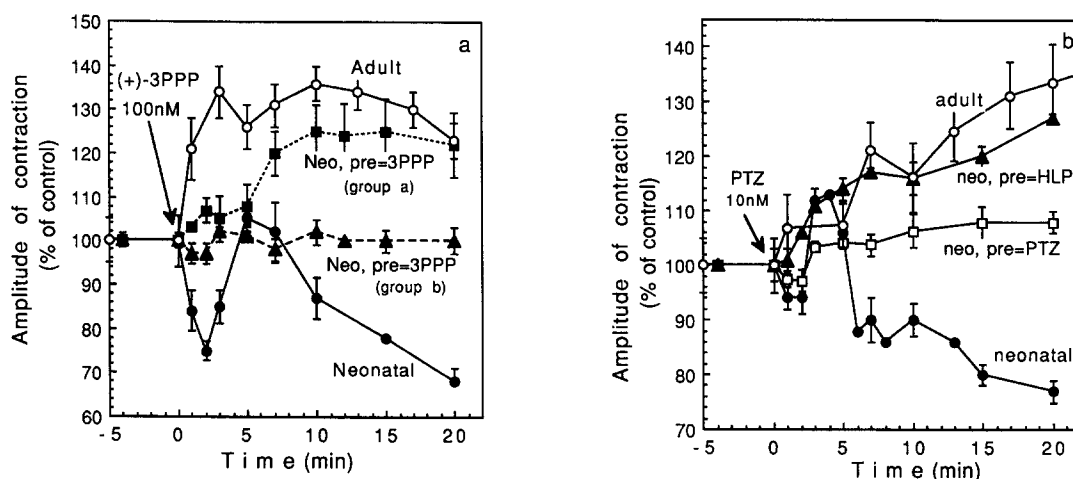 a
Amplitude of contraction
(% of control)
150
140
130
120
110
100
90
80
70
60
(+)-3PPP
100nM
Adult
Neo, pre=3PPP
(group a)
Neo, pre=3PPP
(group b)
Neonatal
-5 0 5 10 15 20
Time (min)
b
Amplitude of contraction
(% of control)
140
130
120
110
100
90
80
70
PTZ
10nM
adult
neo, pre=HLP
neo, pre=PTZ
neonatal
-5 0 5 10 15 20
Time (min)